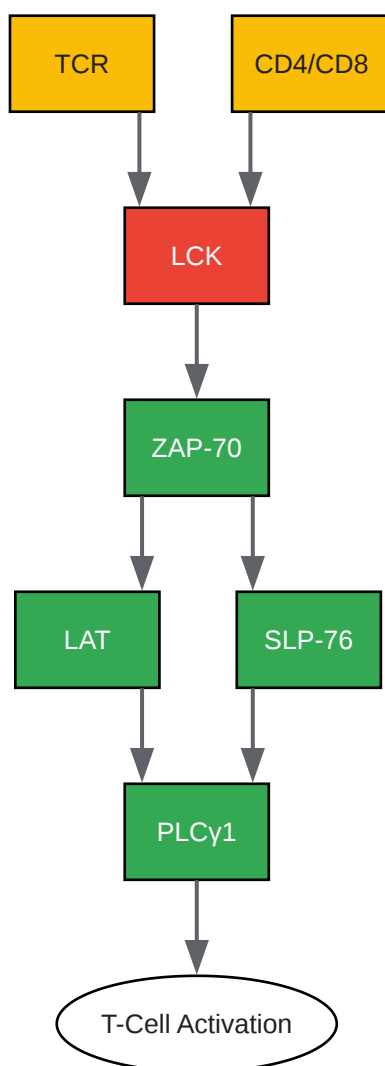 TCR
CD4/CD8
LCK
ZAP-70
LAT
SLP-76
PLCγ1
T-Cell Activation